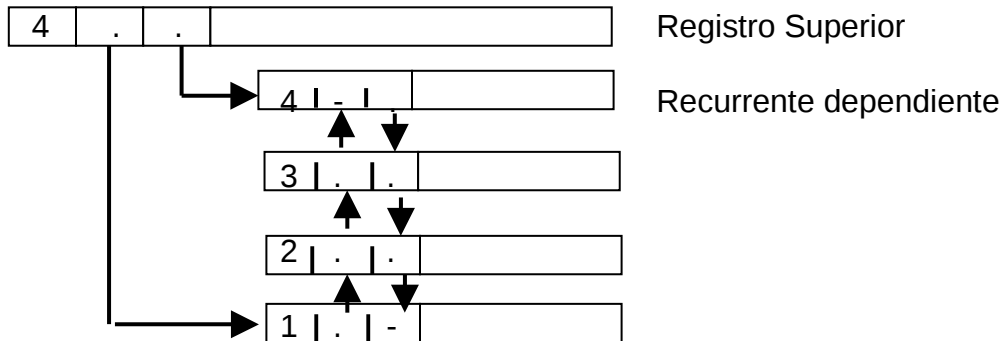 4 . . Registro Superior
4 | - | . Recurrente dependiente
3 | . | .
2 | . | .
1 | . | -